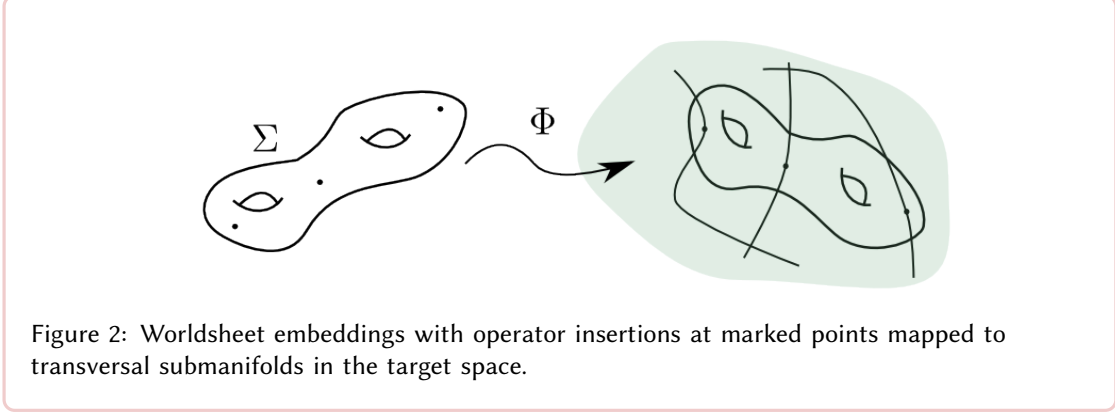 Σ
Φ
Figure 2: Worldsheet embeddings with operator insertions at marked points mapped to
transversal submanifolds in the target space.